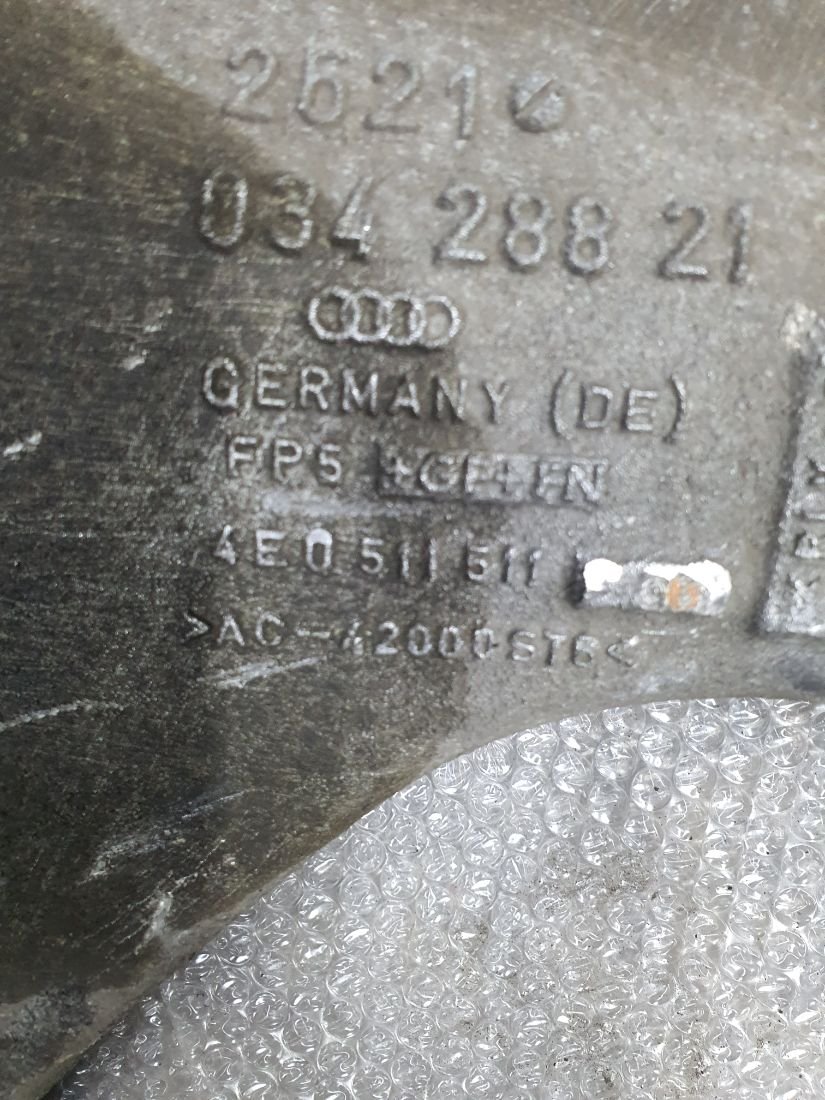 2621
034 288 21
GERMANY (DE)
FP5
4E0 511 511
>AC-42000ST6<